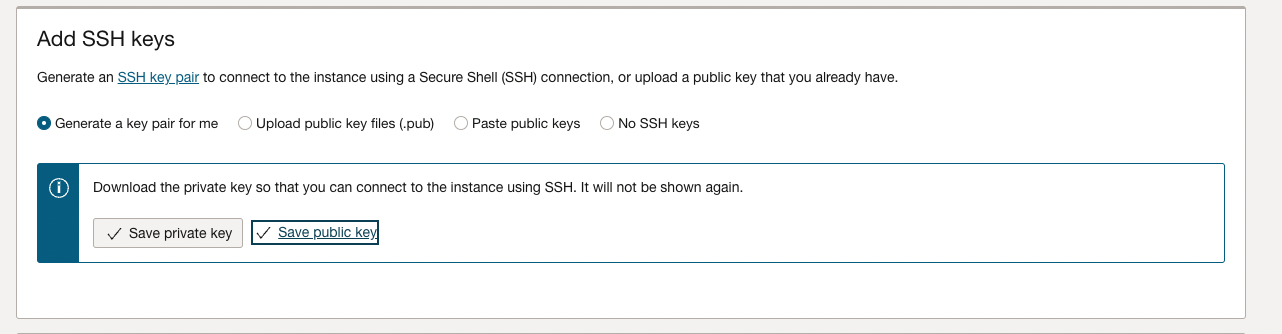 Add SSH keys
Generate an SSH key pair to connect to the instance using a Secure Shell (SSH) connection, or upload a public key that you already have.
Generate a key pair for me Upload public key files (.pub) Paste public keys No SSH keys
Download the private key so that you can connect to the instance using SSH. It will not be shown again.
Save private key Save public key